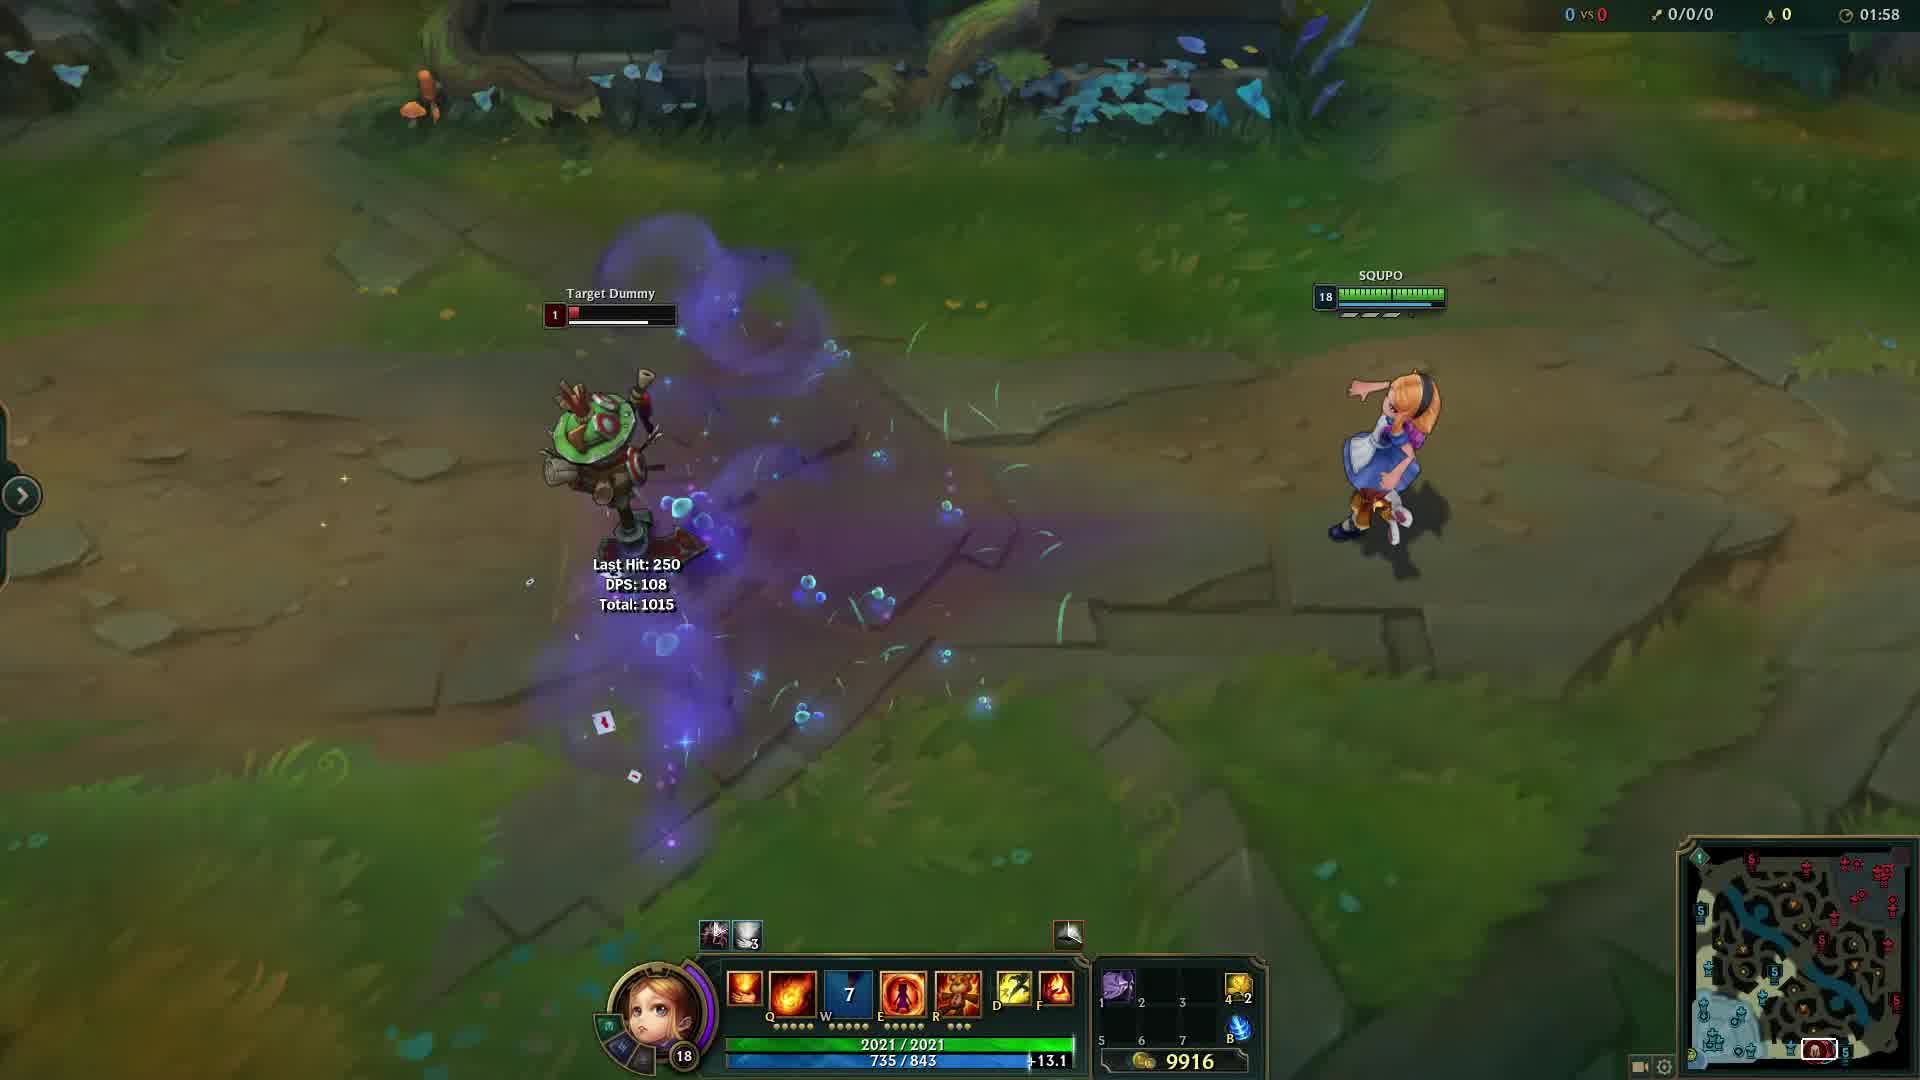 0 vs 0 0/0/0 0 01:58
SQUPO
18
Target Dummy
1
Last Hit: 250
DPS: 108
Total: 1015
3
7
Q W E R D F
18
2021 / 2021
735 / 843 +13.1
1 2 3 4 2
5 6 7 B
9916
S
S
S
S
S
S